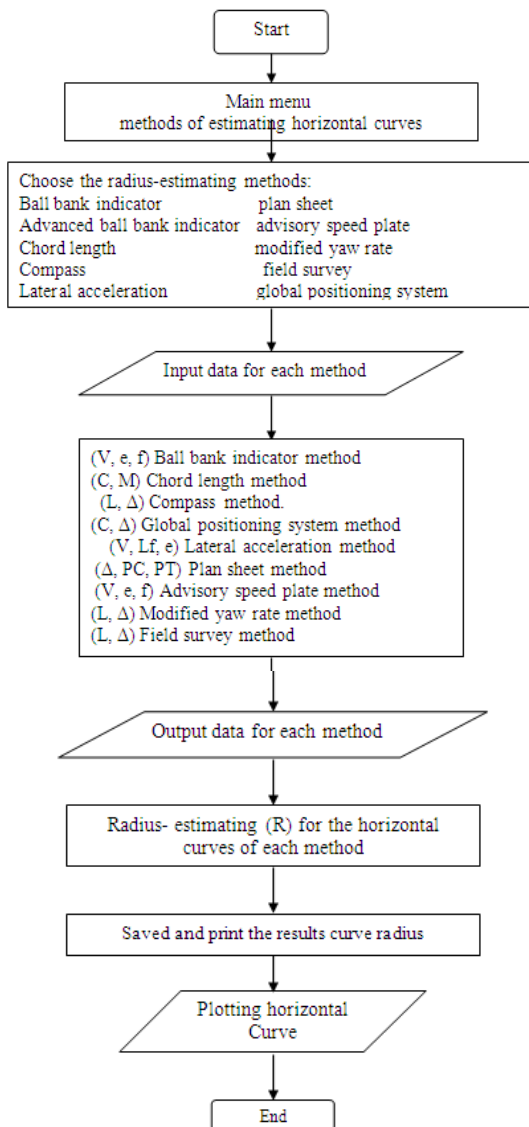 Start
Main menu
methods of estimating horizontal curves
Choose the radius-estimating methods:
Ball bank indicator plan sheet
Advanced ball bank indicator advisory speed plate
Chord length modified yaw rate
Compass field survey
Lateral acceleration global positioning system
Input data for each method
(V, e, f) Ball bank indicator method
(C, M) Chord length method
(L, Δ) Compass method.
(C, Δ) Global positioning system method
(V, Lf, e) Lateral acceleration method
(Δ, PC, PT) Plan sheet method
(V, e, f) Advisory speed plate method
(L, Δ) Modified yaw rate method
(L, Δ) Field survey method
Output data for each method
Radius- estimating (R) for the horizontal
curves of each method
Saved and print the results curve radius
Plotting horizontal
Curve
End